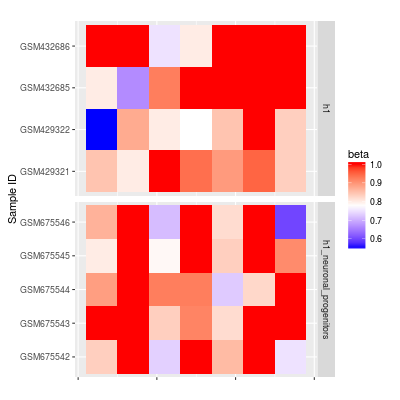 GSM432686
GSM432685
GSM429322
GSM429321
h1
GSM675546
GSM675545
GSM675544
GSM675543
GSM675542
h1_neuronal_progenitors
Sample ID
beta
1.0
0.9
0.8
0.7
0.6